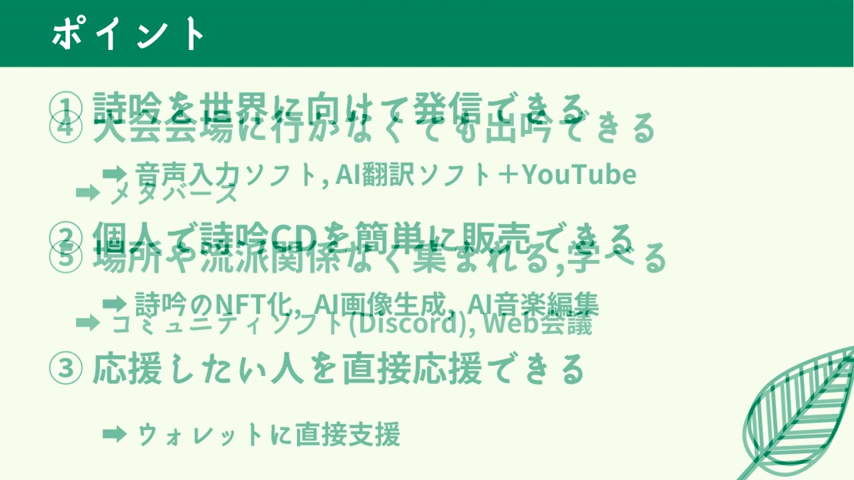 ポイント
① 詩吟を世界に向けて発信できる
④ 大会会場に行かなくても出吟できる
➡ 音声入力ソフト, AI翻訳ソフト＋YouTube
➡ メタバース
② 個人で詩吟CDを簡単に販売できる
⑤ 場所や流派関係なく集まれる,学べる
➡ 詩吟のNFT化, AI画像生成, AI音楽編集
➡ コミュニティソフト(Discord), Web会議
③ 応援したい人を直接応援できる
➡ ウォレットに直接支援